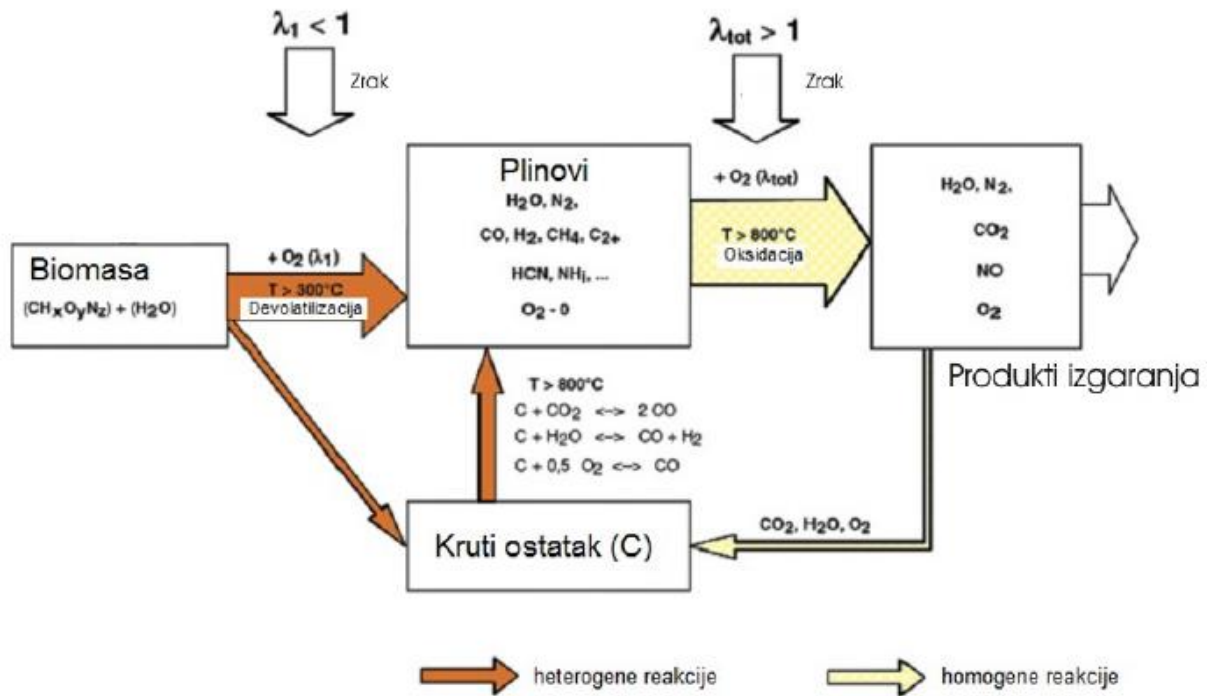 λ₁ < 1
Zrak
λtot > 1
Zrak
Biomasa
(CHₓOᵧN_z) + (H₂O)
+ O₂ (λ₁)
T > 300°C
Devolatilizacija
Plinovi
H₂O, N₂,
CO, H₂, CH₄, C₂₊
HCN, NHᵢ, ...
O₂ - 0
+ O₂ (λtot)
T > 800°C
Oksidacija
H₂O, N₂,
CO₂
NO
O₂
Produkti izgaranja
T > 800°C
C + CO₂ <-> 2 CO
C + H₂O <-> CO + H₂
C + 0,5 O₂ <-> CO
Kruti ostatak (C)
CO₂, H₂O, O₂
heterogene reakcije
homogene reakcije